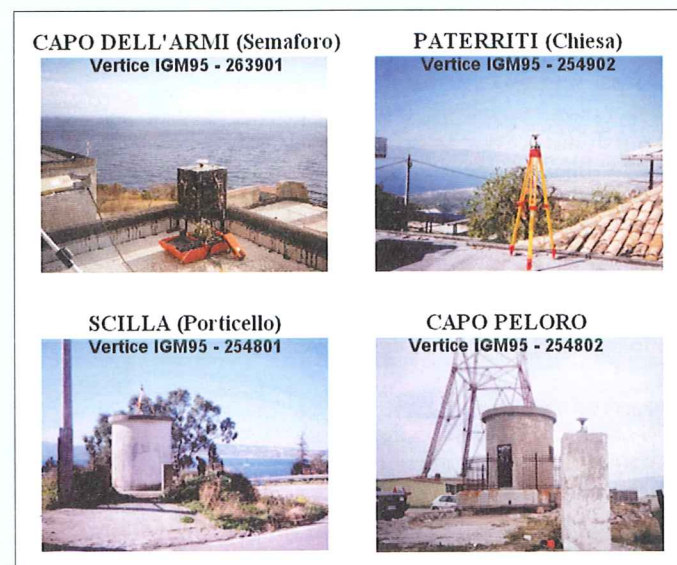 CAPO DELL'ARMI (Semaforo)
Vertice IGM95 - 263901
PATERRITI (Chiesa)
Vertice IGM95 - 254902
SCILLA (Porticello)
Vertice IGM95 - 254801
CAPO PELORO
Vertice IGM95 - 254802